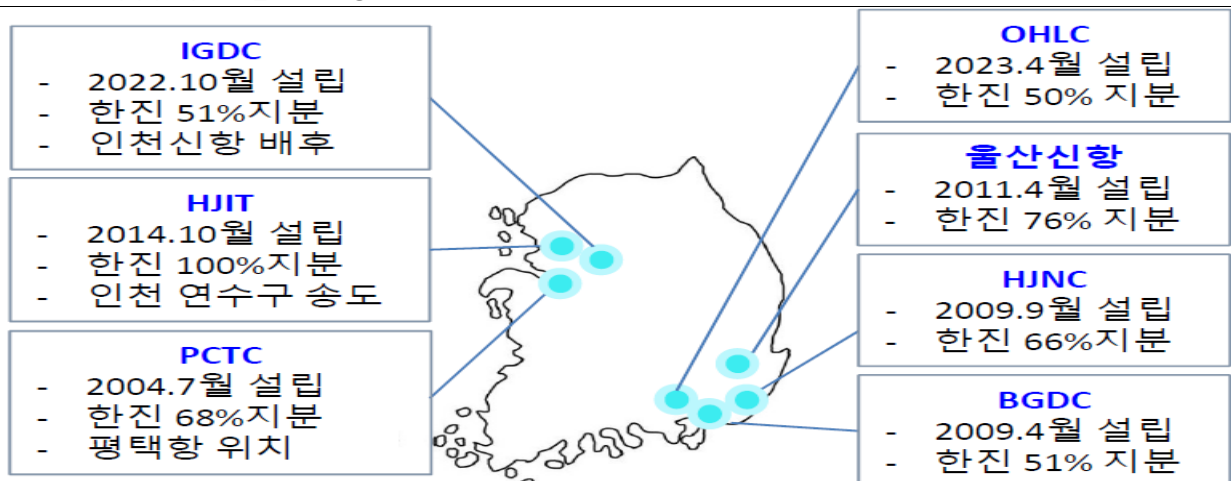 IGDC
- 2022.10월 설립
- 한진 51%지분
- 인천신항 배후
HJIT
- 2014.10월 설립
- 한진 100%지분
- 인천 연수구 송도
PCTC
- 2004.7월 설립
- 한진 68%지분
- 평택항 위치
OHLC
- 2023.4월 설립
- 한진 50% 지분
울산신항
- 2011.4월 설립
- 한진 76% 지분
HJNC
- 2009.9월 설립
- 한진 66%지분
BGDC
- 2009.4월 설립
- 한진 51% 지분